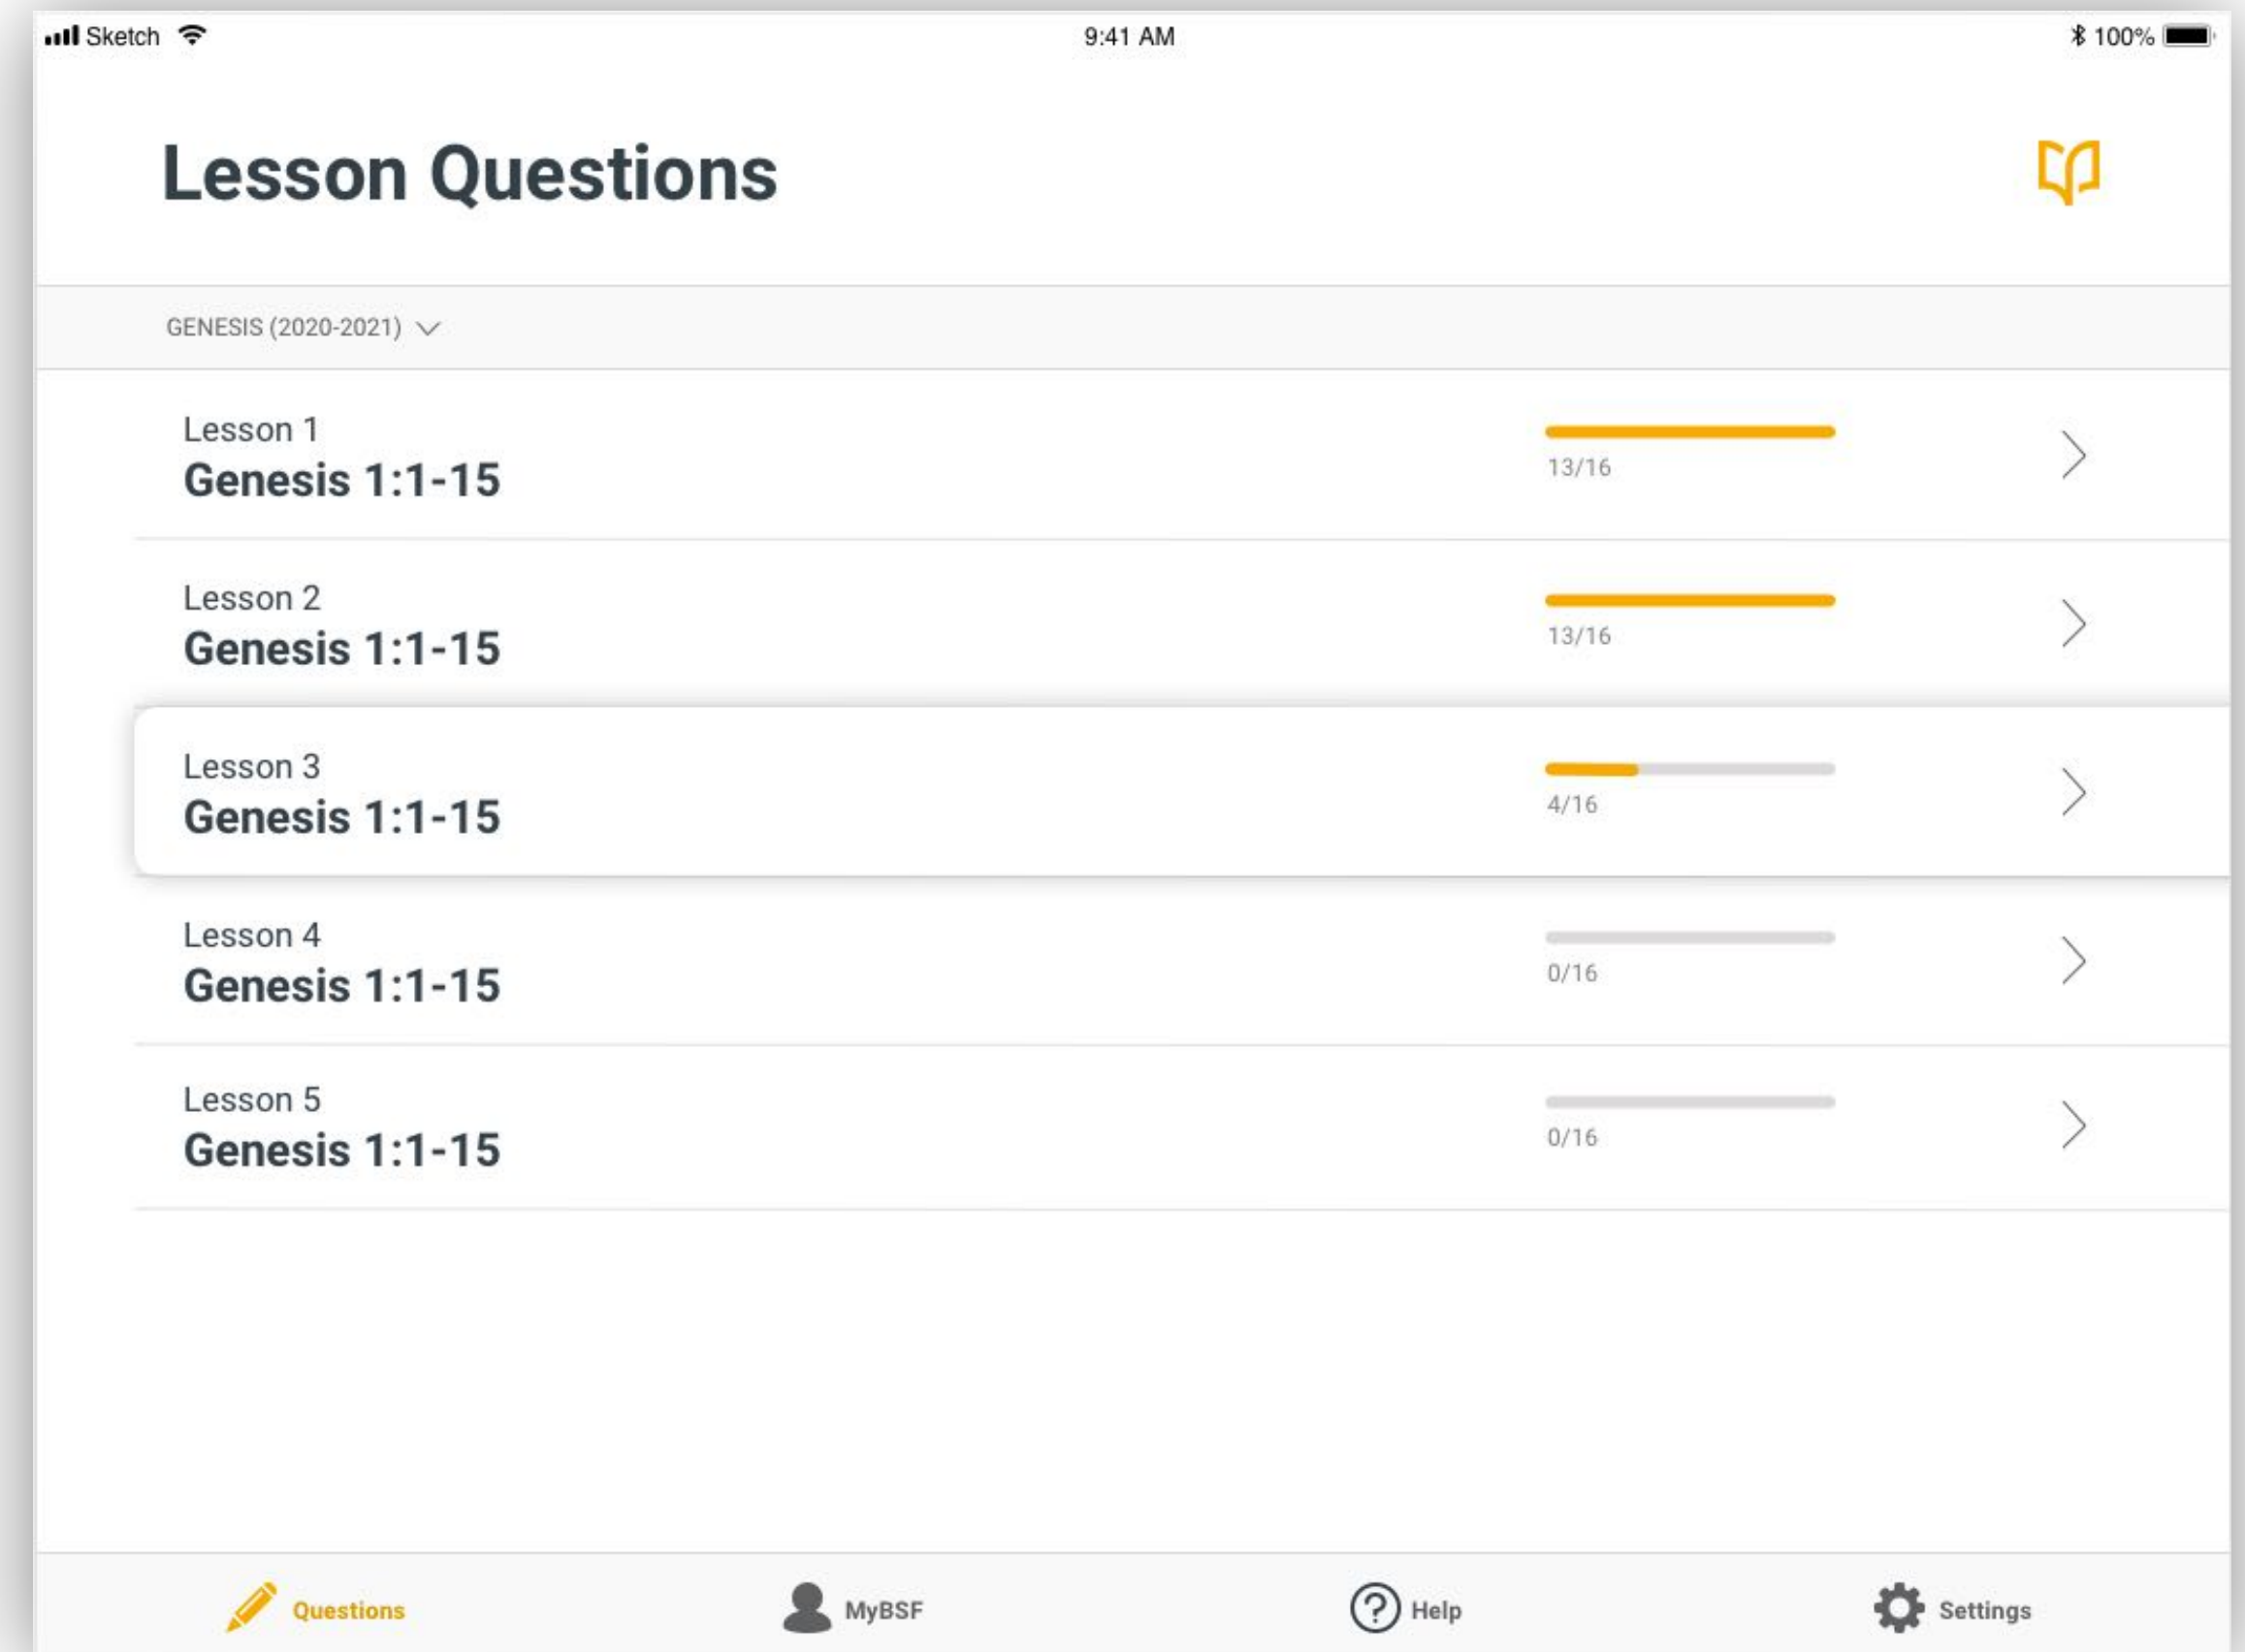 Sketch 9:41 AM 100%
Lesson Questions
GENESIS (2020-2021)
Lesson 1
Genesis 1:1-15
13/16
Lesson 2
Genesis 1:1-15
13/16
Lesson 3
Genesis 1:1-15
4/16
Lesson 4
Genesis 1:1-15
0/16
Lesson 5
Genesis 1:1-15
0/16
Questions MyBSF Help Settings